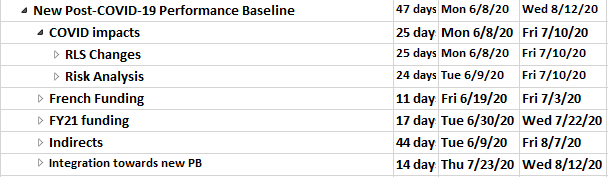 New Post-COVID-19 Performance Baseline 47 days Mon 6/8/20 Wed 8/12/20
COVID impacts 25 day Mon 6/8/20 Fri 7/10/20
RLS Changes 25 days Mon 6/8/20 Fri 7/10/20
Risk Analysis 24 days Tue 6/9/20 Fri 7/10/20
French Funding 11 day Fri 6/19/20 Fri 7/3/20
FY21 funding 17 day Tue 6/30/20 Wed 7/22/20
Indirects 44 day Tue 6/9/20 Fri 8/7/20
Integration towards new PB 14 day Thu 7/23/20 Wed 8/12/20